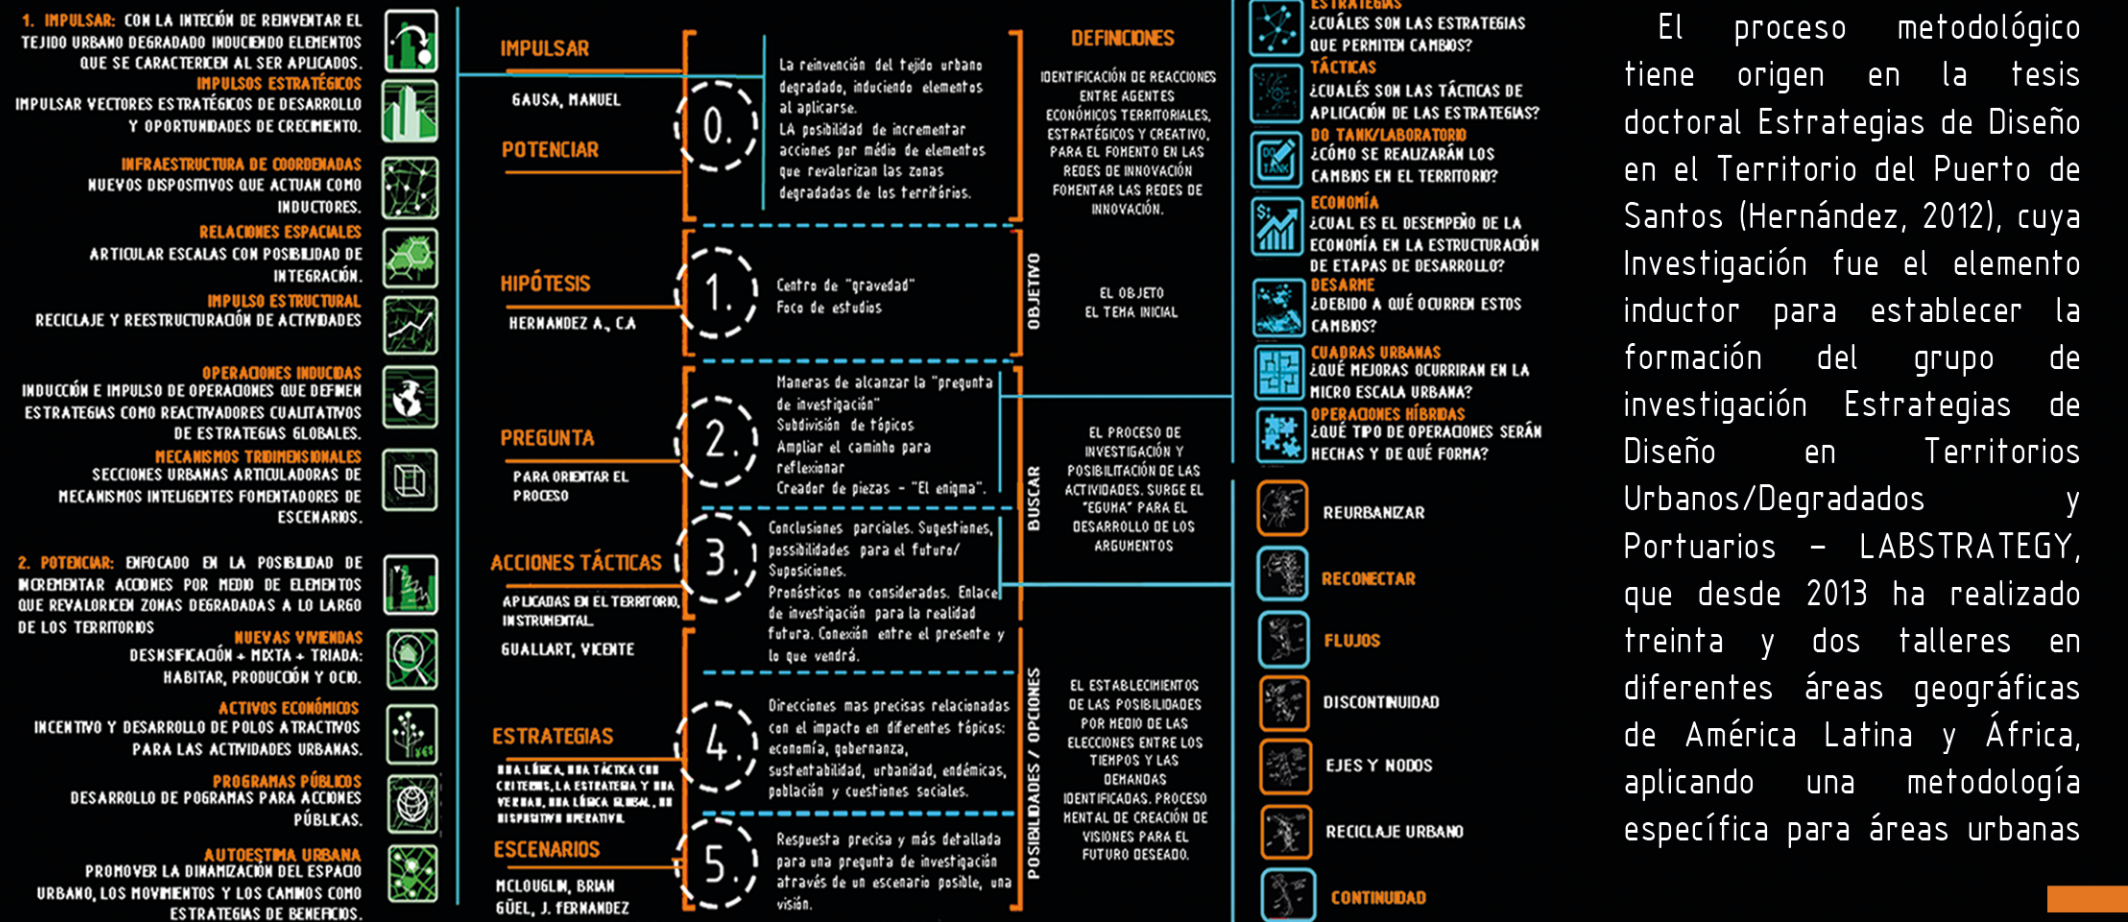 1. IMPULSAR: CON LA INTECIÓN DE REINVENTAR EL
TEJIDO URBANO DEGRADADO INDUCIENDO ELEMENTOS
QUE SE CARACTERICEN AL SER APLICADOS.
IMPULSOS ESTRATÉGICOS
IMPULSAR VECTORES ESTRATÉGICOS DE DESARROLLO
Y OPORTUNIDADES DE CRECIMIENTO.
INFRAESTRUCTURA DE COORDENADAS
NUEVOS DISPOSITIVOS QUE ACTUAN COMO
INDUCTORES.
RELACIONES ESPACIALES
ARTICULAR ESCALAS CON POSIBILIDAD DE
INTEGRACIÓN.
IMPULSO ESTRUCTURAL
RECICLAJE Y REESTRUCTURACIÓN DE ACTIVIDADES
OPERACIONES INDUCIDAS
INDUCCIÓN E IMPULSO DE OPERACIONES QUE DEFINEN
ESTRATEGIAS COMO REACTIVADORES CUALITATIVOS
DE ESTRATEGIAS GLOBALES.
MECANISMOS TRIDIMENSIONALES
SECCIONES URBANAS ARTICULADORAS DE
MECANISMOS INTELIGENTES FOMENTADORES DE
ESCENARIOS.
2. POTENCIAR: ENFOCADO EN LA POSIBILIDAD DE
INCREMENTAR ACCIONES POR MEDIO DE ELEMENTOS
QUE REVALORICEN ZONAS DEGRADADAS A LO LARGO
DE LOS TERRITORIOS
NUEVAS VIVIENDAS
DESNSIFICACIÓN + MIXTA + TRIADA:
HABITAR, PRODUCCIÓN Y OCIO.
ACTIVOS ECONÓMICOS
INCENTIVO Y DESARROLLO DE POLOS ATRACTIVOS
PARA LAS ACTIVIDADES URBANAS.
PROGRAMAS PÚBLICOS
DESARROLLO DE POGRAMAS PARA ACCIONES
PÚBLICAS.
AUTOESTIMA URBANA
PROMOVER LA DINAMIZACIÓN DEL ESPACIO
URBANO, LOS MOVIMENTOS Y LOS CAMINOS COMO
ESTRATEGIAS DE BENEFICIOS.
IMPULSAR
GAUSA, MANUEL
POTENCIAR
HIPÓTESIS
HERNANDEZ A., C.A
PREGUNTA
PARA ORIENTAR EL
PROCESO
ACCIONES TÁCTICAS
APLICADAS EN EL TERRITORIO,
INSTRUMENTAL.
GUALLART, VICENTE
ESTRATEGIAS
UNA LÓGICA, UNA TÁCTICA CON
CRITERIOS, LA ESTRATEGIA Y UNA
VERDAD, UNA LÓGICA GLOBAL, UN
DISPOSITIVO OPERATIVO.
ESCENARIOS
MCLOUGLIN, BRIAN
GÜEL, J. FERNANDEZ
0.
La reinvención del tejido urbano
degradado, induciendo elementos
al aplicarse.
LA posibilidad de incrementar
acciones por médio de elementos
que revalorizan las zonas
degradadas de los territórios.
1.
Centro de "gravedad"
Foco de estudios
2.
Maneras de alcanzar la "pregunta
de investigación"
Subdivisión de tópicos
Ampliar el caminho para
reflexionar
Creador de piezas - "El enigma".
3.
Conclusiones parciales. Sugestiones,
possibilidades para el futuro/
Suposiciones.
Pronósticos no considerados. Enlace
de investigación para la realidad
futura. Conexión entre el presente y
lo que vendrá.
4.
Direcciones mas precisas relacionadas
con el impacto en diferentes tópicos:
economía, gobernanza,
sustentabilidad, urbanidad, endémicas,
población y cuestiones sociales.
5.
Respuesta precisa y más detallada
para una pregunta de investigación
através de un escenario posible, una
visión.
OBJETIVO
BUSCAR
POSIBILIDADES / OPCIONES
DEFINICIONES
IDENTIFICACIÓN DE REACCIONES
ENTRE AGENTES
ECONÓMICOS TERRITORIALES,
ESTRATÉGICOS Y CREATIVO,
PARA EL FOMENTO EN LAS
REDES DE INNOVACIÓN
FOMENTAR LAS REDES DE
INNOVACIÓN.
EL OBJETO
EL TEMA INICIAL
EL PROCESO DE
INVESTIGACIÓN Y
POSIBILITACIÓN DE LAS
ACTIVIDADES. SURGE EL
"EGUMA" PARA EL
DESARROLLO DE LOS
ARGUMENTOS
EL ESTABLECIMIENTOS
DE LAS POSIBILIDADES
POR MEDIO DE LAS
ELECCIONES ENTRE LOS
TIEMPOS Y LAS
DEMANDAS
IDENTIFICADAS. PROCESO
MENTAL DE CREACIÓN DE
VISIONES PARA EL
FUTURO DESEADO.
ESTRATEGIAS
¿CUÁLES SON LAS ESTRATEGIAS
QUE PERMITEN CAMBIOS?
TÁCTICAS
¿CUALÉS SON LAS TÁCTICAS DE
APLICACIÓN DE LAS ESTRATEGIAS?
DO TANK
DO TANK/LABORATORIO
¿CÓMO SE REALIZARÁN LOS
CAMBIOS EN EL TERRITORIO?
ECONOMÍA
¿CUAL ES EL DESEMPEÑO DE LA
ECONOMÍA EN LA ESTRUCTURACIÓN
DE ETAPAS DE DESARROLLO?
DESARME
¿DEBIDO A QUÉ OCURREN ESTOS
CAMBIOS?
CUADRAS URBANAS
¿QUÉ MEJORAS OCURRIRAN EN LA
MICRO ESCALA URBANA?
OPERACIONES HÍBRIDAS
¿QUÉ TIPO DE OPERACIONES SERÁN
HECHAS Y DE QUÉ FORMA?
REURBANIZAR
RECONECTAR
FLUJOS
DISCONTINUIDAD
EJES Y NODOS
RECICLAJE URBANO
CONTINUIDAD
El proceso metodológico
tiene origen en la tesis
doctoral Estrategias de Diseño
en el Territorio del Puerto de
Santos (Hernández, 2012), cuya
Investigación fue el elemento
inductor para establecer la
formación del grupo de
investigación Estrategias de
Diseño en Territorios
Urbanos/Degradados y
Portuarios – LABSTRATEGY,
que desde 2013 ha realizado
treinta y dos talleres en
diferentes áreas geográficas
de América Latina y África,
aplicando una metodología
específica para áreas urbanas